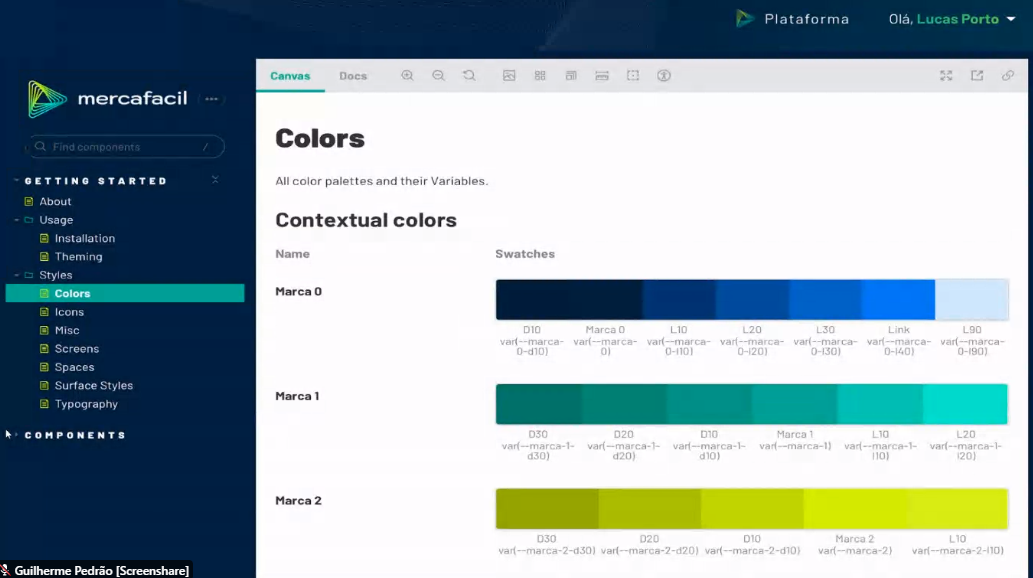 Plataforma
Olá, Lucas Porto
mercafacil
Canvas
Docs
Find components /
GETTING STARTED
About
Usage
Installation
Theming
Styles
Colors
Icons
Misc
Screens
Spaces
Surface Styles
Typography
COMPONENTS
Colors
All color palettes and their Variables.
Contextual colors
Name Swatches
Marca 0
D10 Marca 0 L10 L20 L30 Link L90
var(--marca- var(--marca- var(--marca- var(--marca- var(--marca- var(--marca- var(--marca-
0-d10) 0) 0-l10) 0-l20) 0-l30) 0-l40) 0-l90)
Marca 1
D30 D20 D10 Marca 1 L10 L20
var(--marca-1- var(--marca-1- var(--marca-1- var(--marca-1) var(--marca-1- var(--marca-1-
d30) d20) d10) l10) l20)
Marca 2
D30 D20 D10 Marca 2 L10
var(--marca-2-d30) var(--marca-2-d20) var(--marca-2-d10) var(--marca-2) var(--marca-2-l10)
Guilherme Pedrão [Screenshare]